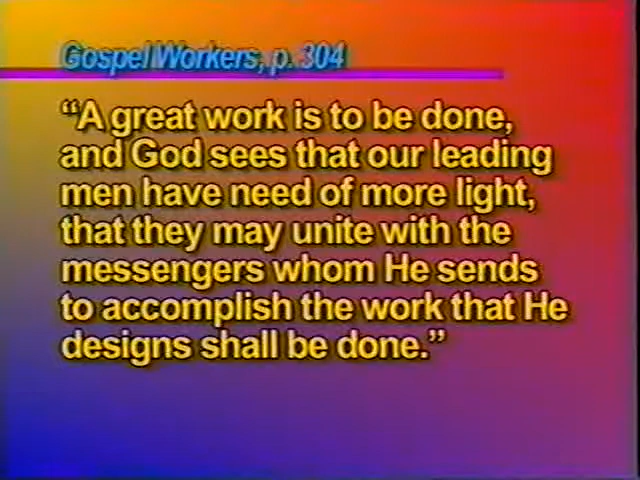 Gospel Workers, p. 304
“A great work is to be done,
and God sees that our leading
men have need of more light,
that they may unite with the
messengers whom He sends
to accomplish the work that He
designs shall be done.”